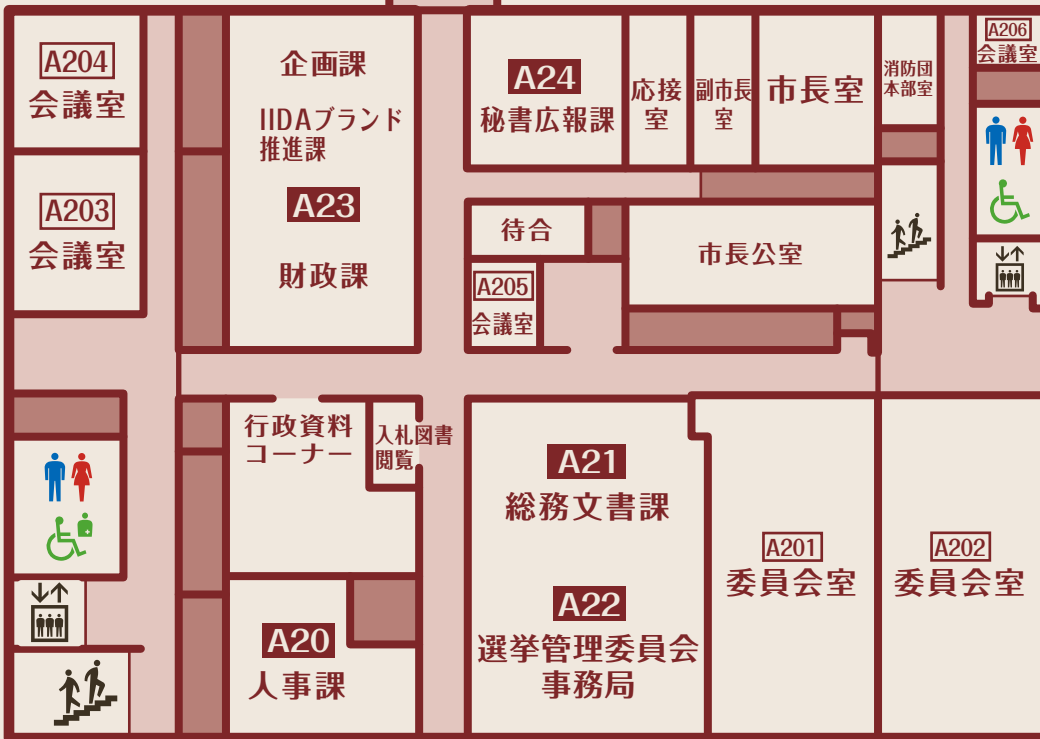 A204
会議室
A203
会議室
企画課
IIDAブランド
推進課
A23
財政課
A24
秘書広報課
応接
室
副市長
室
市長室
消防団
本部室
A206
会議室
待合
A205
会議室
市長公室
行政資料
コーナー
入札図書
閲覧
A20
人事課
A21
総務文書課
A22
選挙管理委員会
事務局
A201
委員会室
A202
委員会室